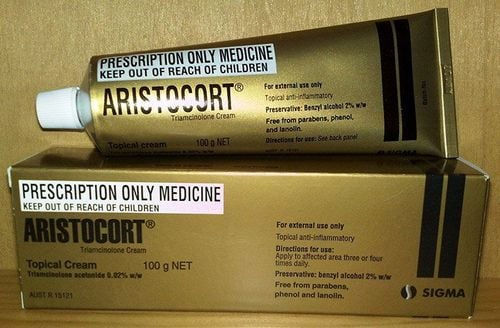 PRESCRIPTION ONLY MEDICINE
KEEP OUT OF REACH OF CHILDREN
ARISTOCORT®
Triamcinolone Cream
Topical cream 100 g NET
For external use only
Topical anti-inflammatory
Preservative: Benzyl alcohol 2% w/w
Free from parabens, phenol,
and lanolin.
Directions for use: See back panel
SIGMA
PRESCRIPTION ONLY MEDICINE
KEEP OUT OF REACH OF CHILDREN
ARISTOCORT®
Triamcinolone Cream
Topical Cream 100 g NET
Triamcinolone acetonide 0.02% w/w
AUST R 15121
For external use only
Topical anti-inflammatory
Directions for use:
Apply to affected area three or four
times daily.
Preservative: benzyl alcohol 2% w/w
Free from parabens,
phenol and lanolin.
SIGMA